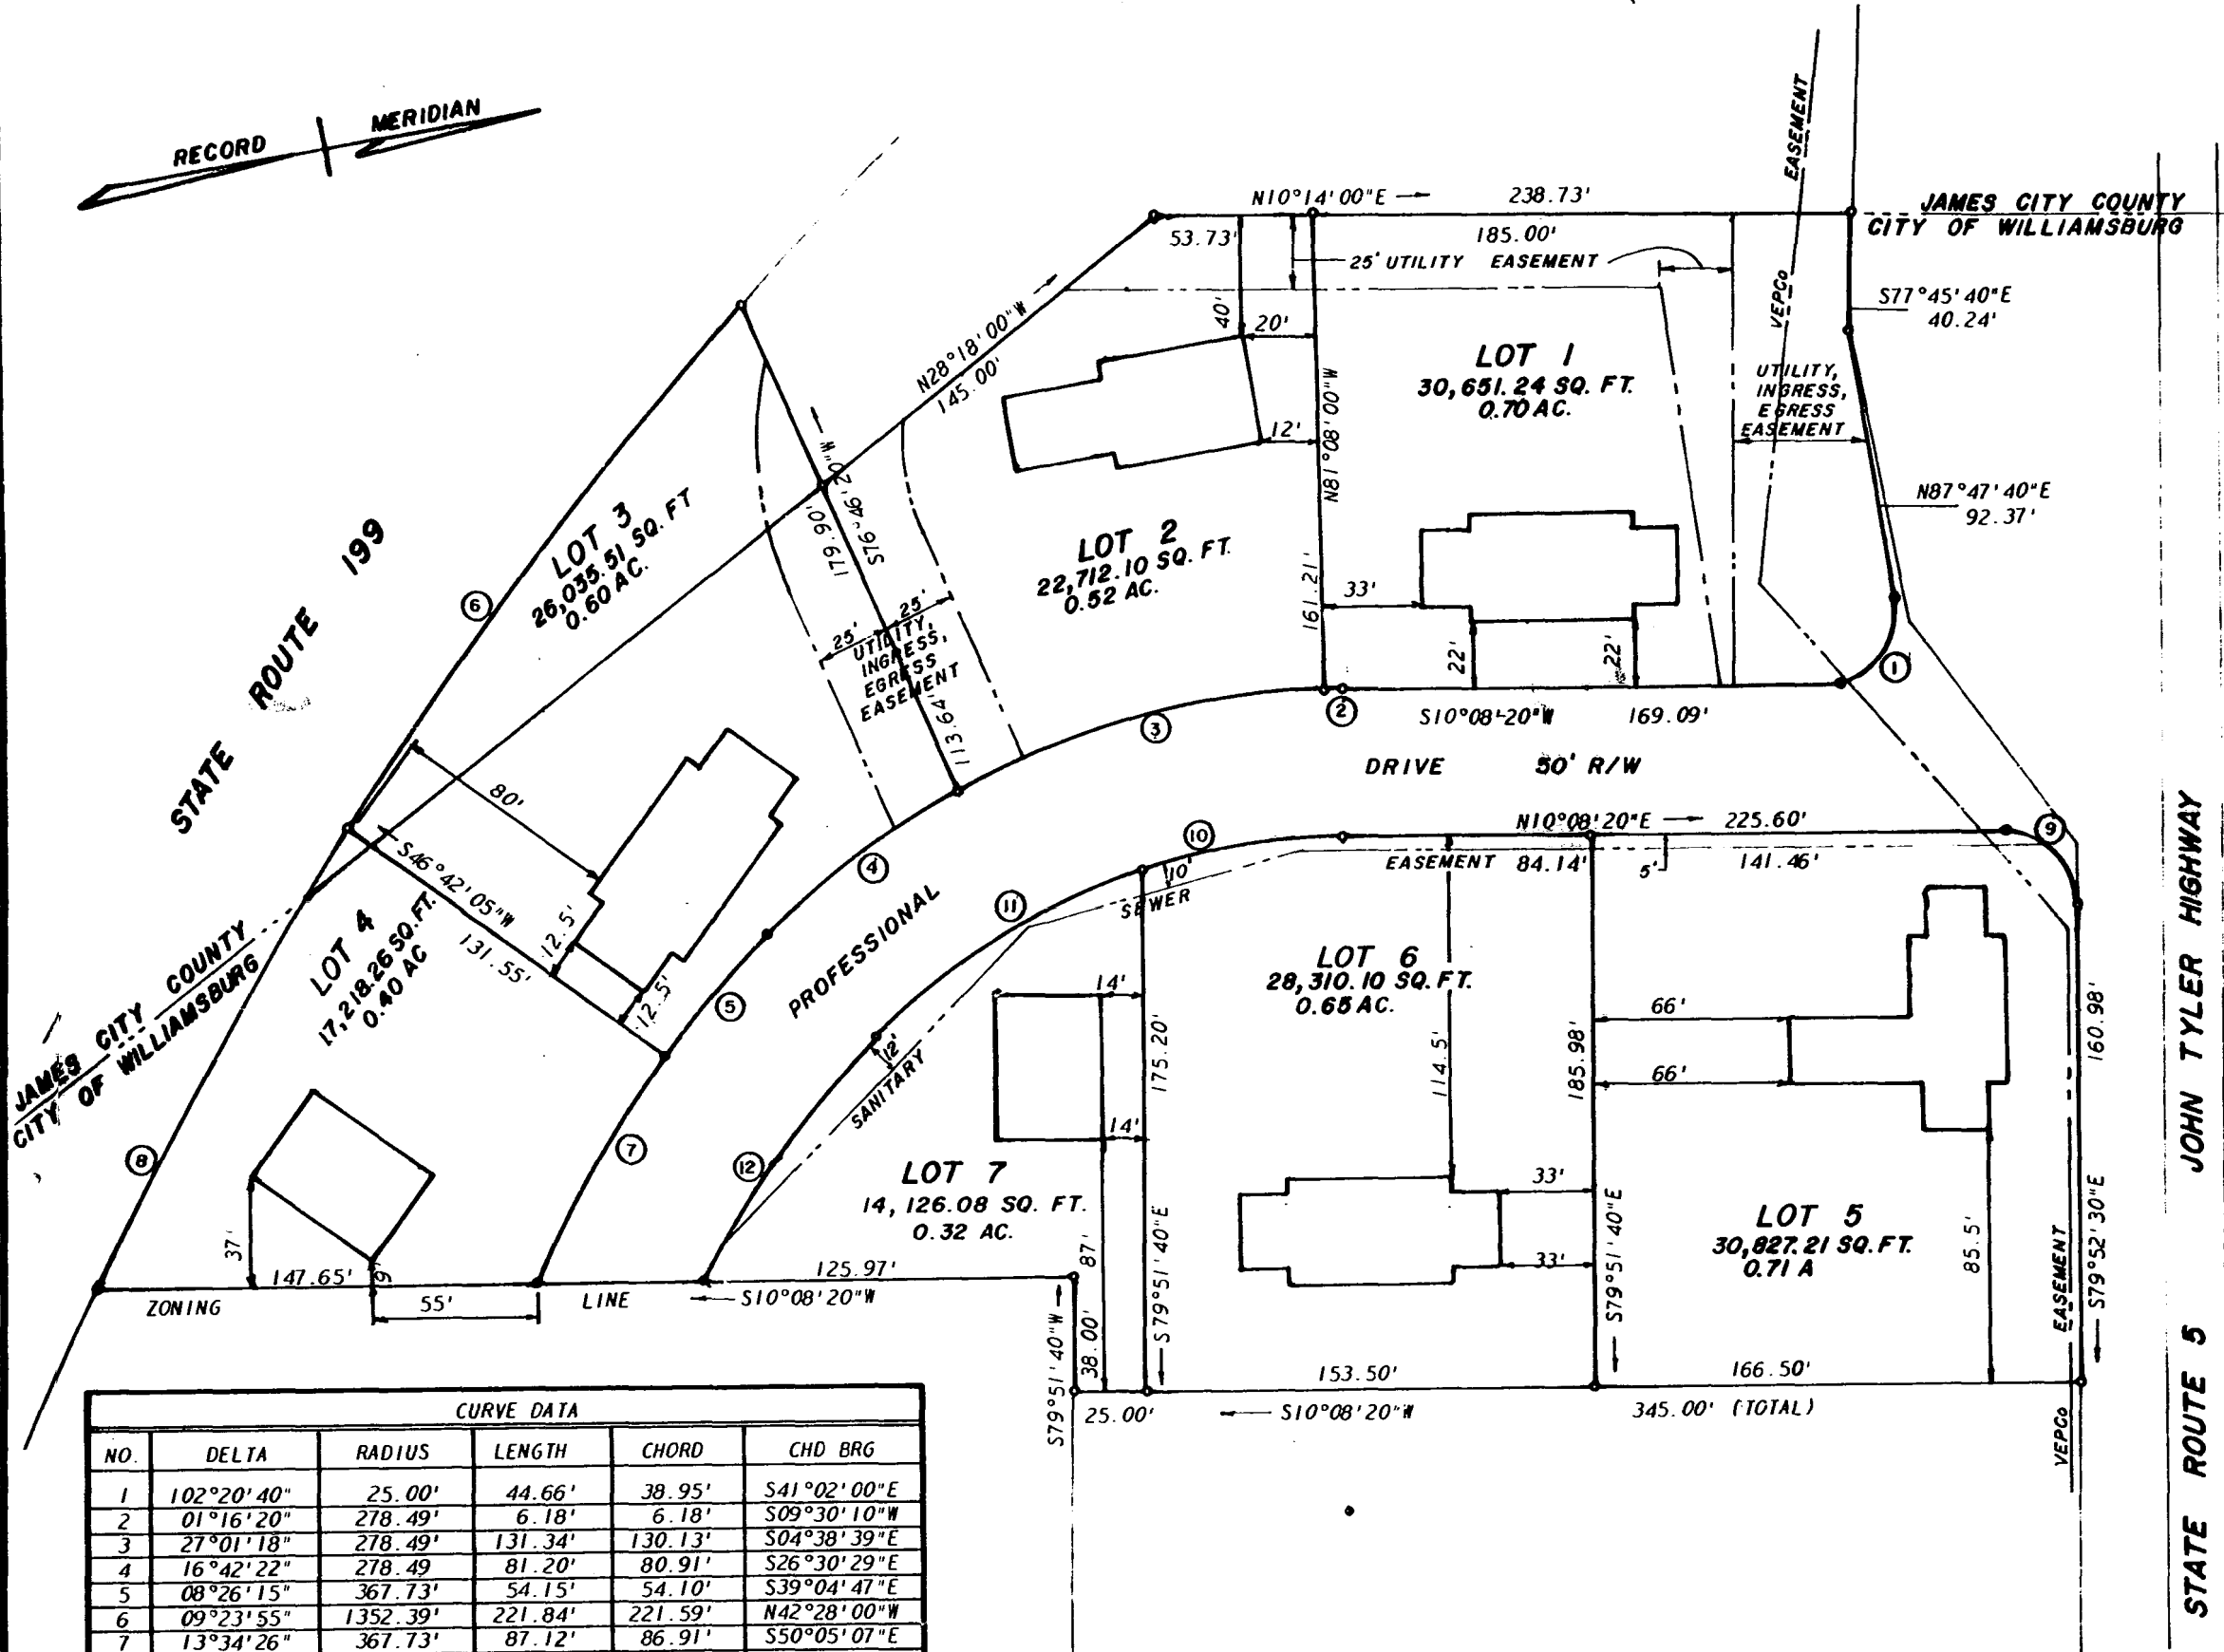 RECORD MERIDIAN
N10°14'00"E 238.73'
53.73' 185.00'
25' UTILITY EASEMENT
VEPCo EASEMENT
JAMES CITY COUNTY
CITY OF WILLIAMSBURG
S77°45'40"E
40.24'
N28°18'00"W
145.00'
40'
20'
12'
N81°08'00"W
161.21'
LOT 1
30,651.24 SQ. FT.
0.70 AC.
UTILITY,
INGRESS,
EGRESS
EASEMENT
N87°47'40"E
92.37'
STATE ROUTE 199
6
LOT 3
26,035.51 SQ. FT
0.60 AC.
S76°46'20"W
179.90'
LOT 2
22,712.10 SQ. FT.
0.52 AC.
33'
22'
22'
1
25'
25'
UTILITY,
INGRESS,
EGRESS
EASEMENT
113.64'
3
2
S10°08'20"W 169.09'
DRIVE 50' R/W
80'
4
10
N10°08'20"E 225.60'
9
EASEMENT 84.14'
5'
141.46'
10'
SEWER
S46°42'05"W
131.55'
12.5'
12.5'
PROFESSIONAL
11
JAMES CITY COUNTY
CITY OF WILLIAMSBURG
LOT 4
17,218.26 SQ. FT.
0.40 AC
5
12'
SANITARY
14'
14'
175.20'
LOT 6
28,310.10 SQ. FT.
0.65 AC.
114.5'
66'
66'
185.98'
160.98'
JOHN TYLER HIGHWAY
8
7
12
LOT 7
14,126.08 SQ. FT.
0.32 AC.
33'
33'
LOT 5
30,827.21 SQ. FT.
0.71 A
85.5'
37'
9'
147.65'
55'
ZONING LINE
125.97'
S10°08'20"W
87'
38.00'
S79°51'40"W
S79°51'40"E
S79°51'40"E
S79°52'30"E
VEPCo EASEMENT
25.00' 153.50' 166.50'
S10°08'20"W 345.00' (TOTAL)
STATE ROUTE 5
CURVE DATA
NO. DELTA RADIUS LENGTH CHORD CHD BRG
1 102°20'40" 25.00' 44.66' 38.95' S41°02'00"E
2 01°16'20" 278.49' 6.18' 6.18' S09°30'10"W
3 27°01'18" 278.49' 131.34' 130.13' S04°38'39"E
4 16°42'22" 278.49 81.20' 80.91' S26°30'29"E
5 08°26'15" 367.73' 54.15' 54.10' S39°04'47"E
6 09°23'55" 1352.39' 221.84' 221.59' N42°28'00"W
7 13°34'26" 367.73' 87.12' 86.91' S50°05'07"E